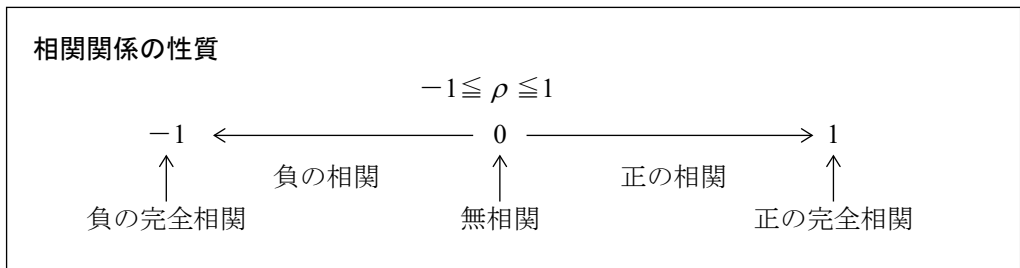 相関関係の性質
－1≦ ρ ≦1
－1 0 1
負の相関 正の相関
負の完全相関 無相関 正の完全相関